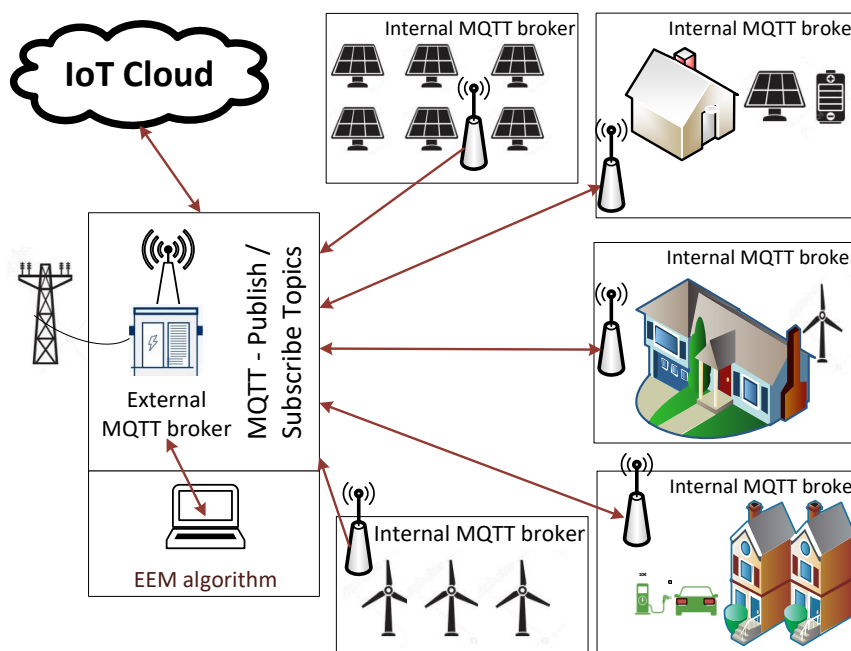 IoT Cloud
Internal MQTT broker
Internal MQTT broke
MQTT - Publish /
Subscribe Topics
Internal MQTT broke
External
MQTT broker
Internal MQTT broke
Internal MQTT broker
EEM algorithm